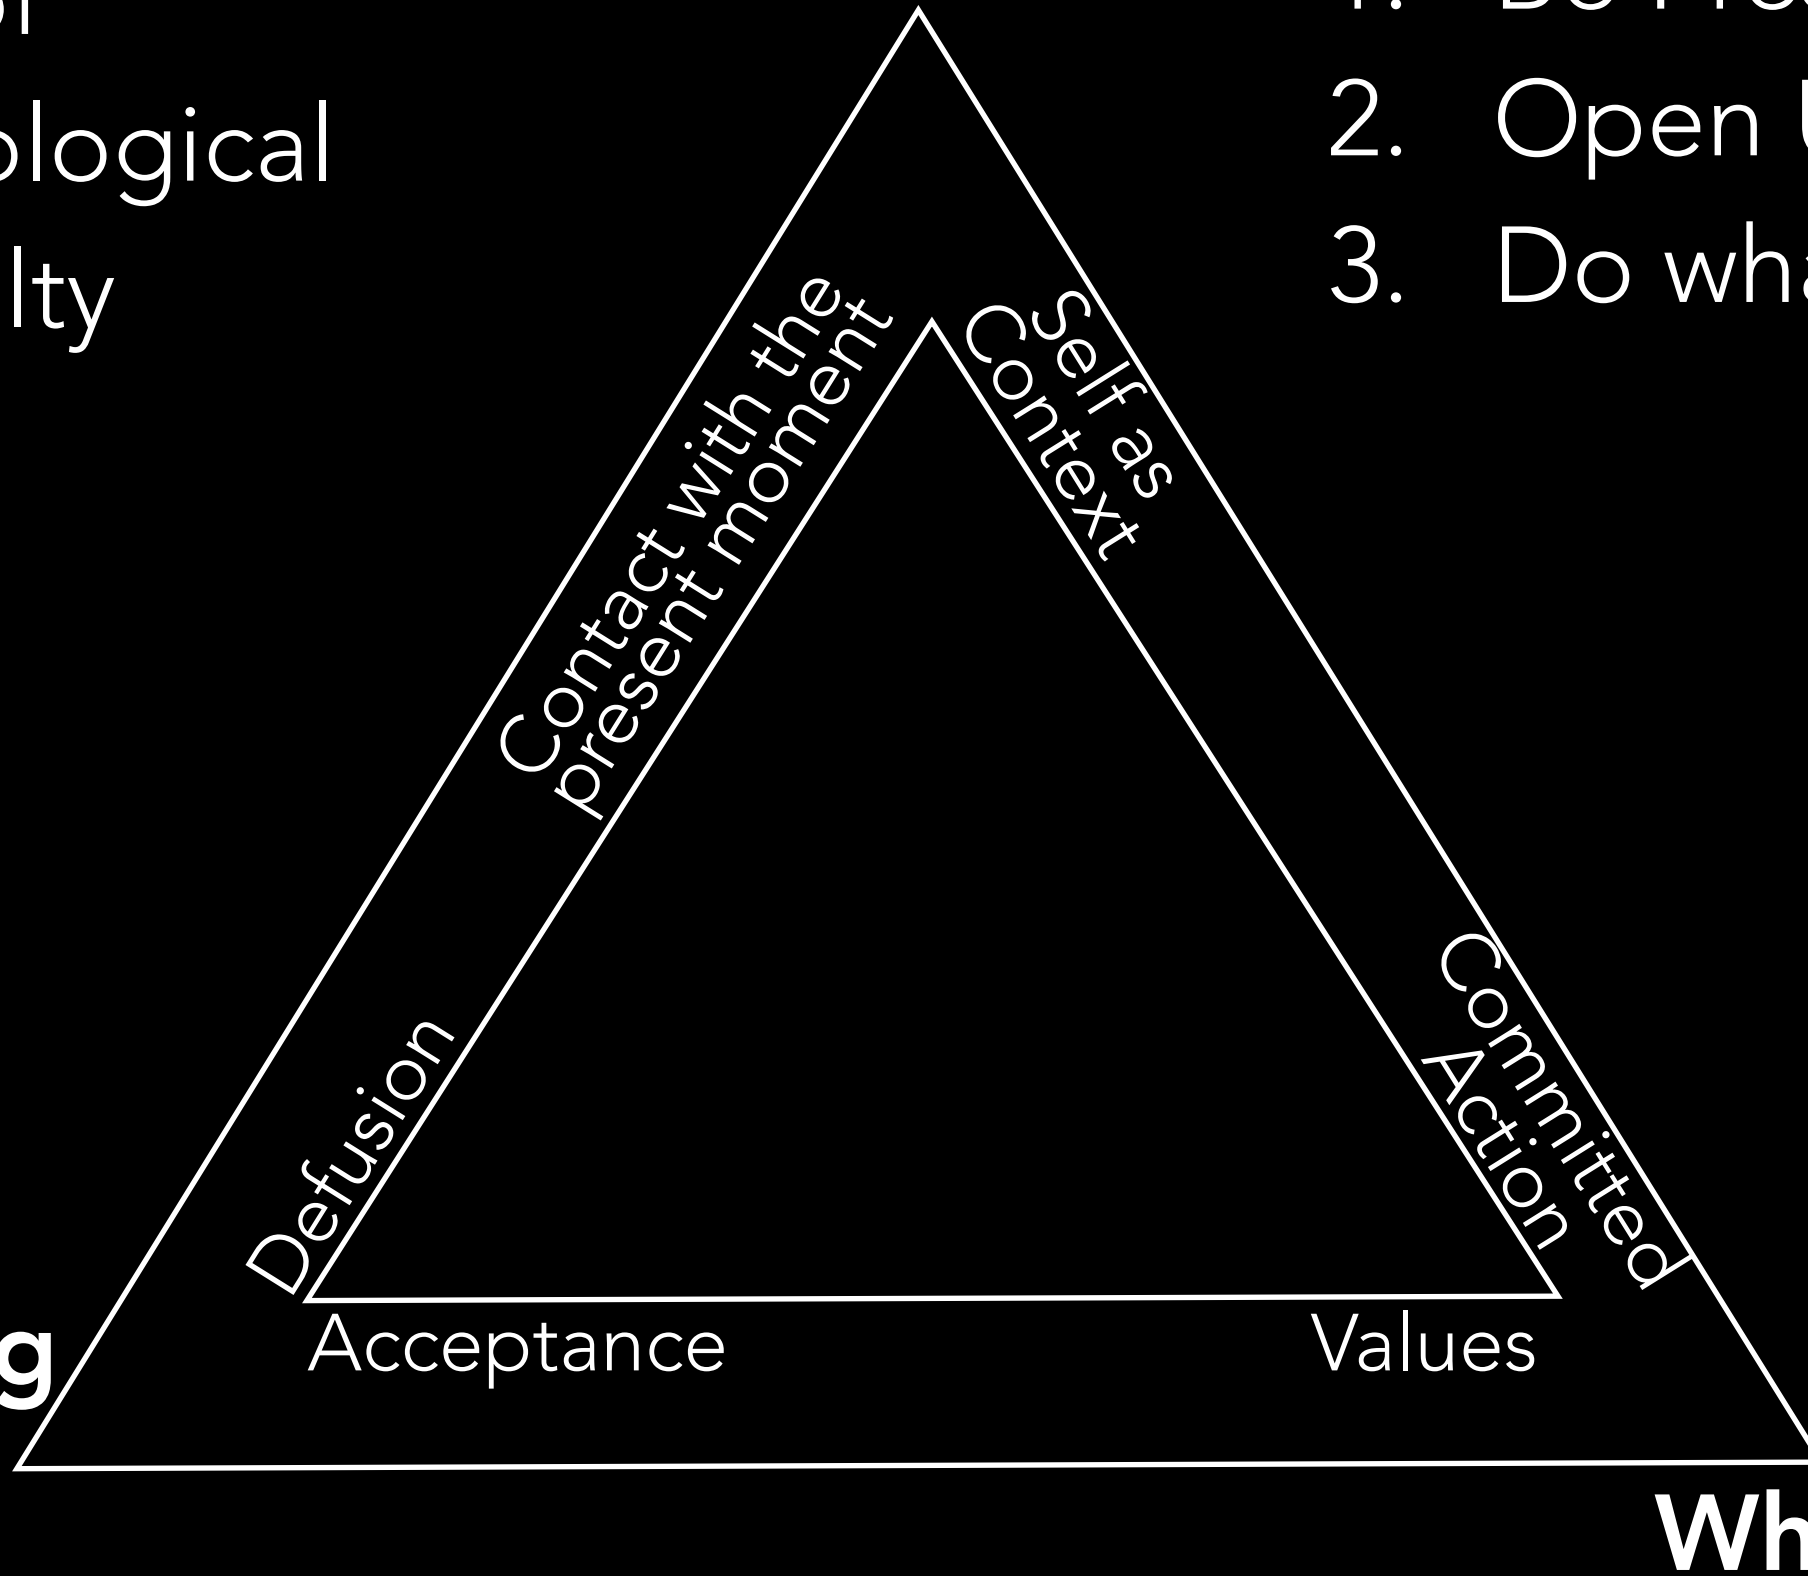 ological
lty
2. Open
3. Do
Contact with the
present moment
Self as
Context
Defusion
Committed
Action
Acceptance
Values
g
Wh